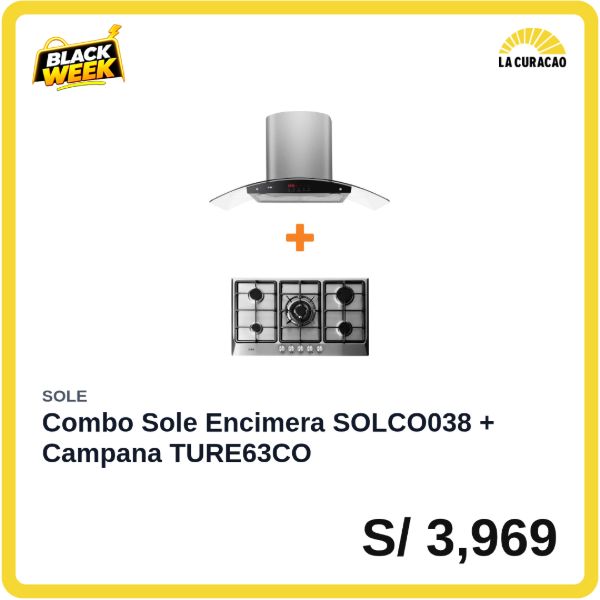 BLACK
WEEK
LA CURACAO
SOLE
Combo Sole Encimera SOLCO038 +
Campana TURE63CO
S/ 3,969